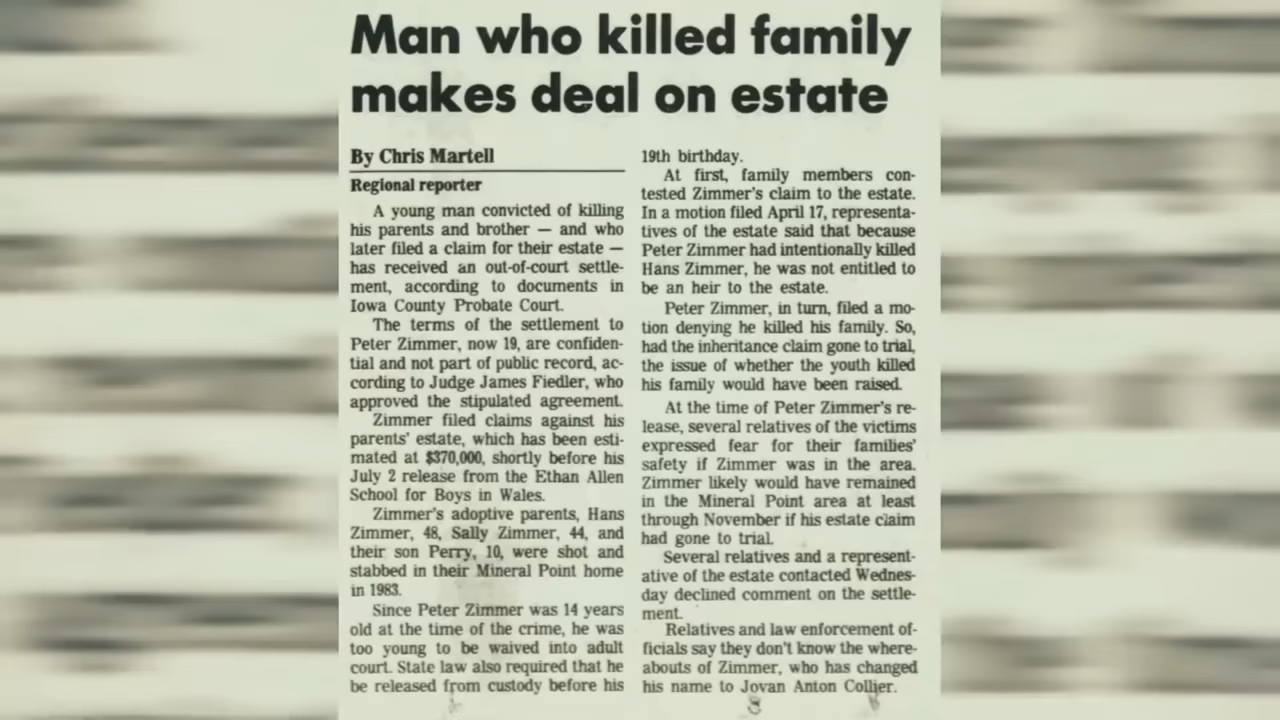 Man who killed family
makes deal on estate
By Chris Martell
Regional reporter
A young man convicted of killing
his parents and brother — and who
later filed a claim for their estate —
has received an out-of-court settle-
ment, according to documents in
Iowa County Probate Court.
The terms of the settlement to
Peter Zimmer, now 19, are confiden-
tial and not part of public record, ac-
cording to Judge James Fiedler, who
approved the stipulated agreement.
Zimmer filed claims against his
parents' estate, which has been esti-
mated at $370,000, shortly before his
July 2 release from the Ethan Allen
School for Boys in Wales.
Zimmer's adoptive parents, Hans
Zimmer, 48, Sally Zimmer, 44, and
their son Perry, 10, were shot and
stabbed in their Mineral Point home
in 1983.
Since Peter Zimmer was 14 years
old at the time of the crime, he was
too young to be waived into adult
court. State law also required that he
be released from custody before his
19th birthday.
At first, family members con-
tested Zimmer's claim to the estate.
In a motion filed April 17, representa-
tives of the estate said that because
Peter Zimmer had intentionally killed
Hans Zimmer, he was not entitled to
be an heir to the estate.
Peter Zimmer, in turn, filed a mo-
tion denying he killed his family. So,
had the inheritance claim gone to trial,
the issue of whether the youth killed
his family would have been raised.
At the time of Peter Zimmer's re-
lease, several relatives of the victims
expressed fear for their families'
safety if Zimmer was in the area.
Zimmer likely would have remained
in the Mineral Point area at least
through November if his estate claim
had gone to trial.
Several relatives and a represent-
ative of the estate contacted Wednes-
day declined comment on the settle-
ment.
Relatives and law enforcement of-
ficials say they don't know the where-
abouts of Zimmer, who has changed
his name to Jovan Anton Collier.